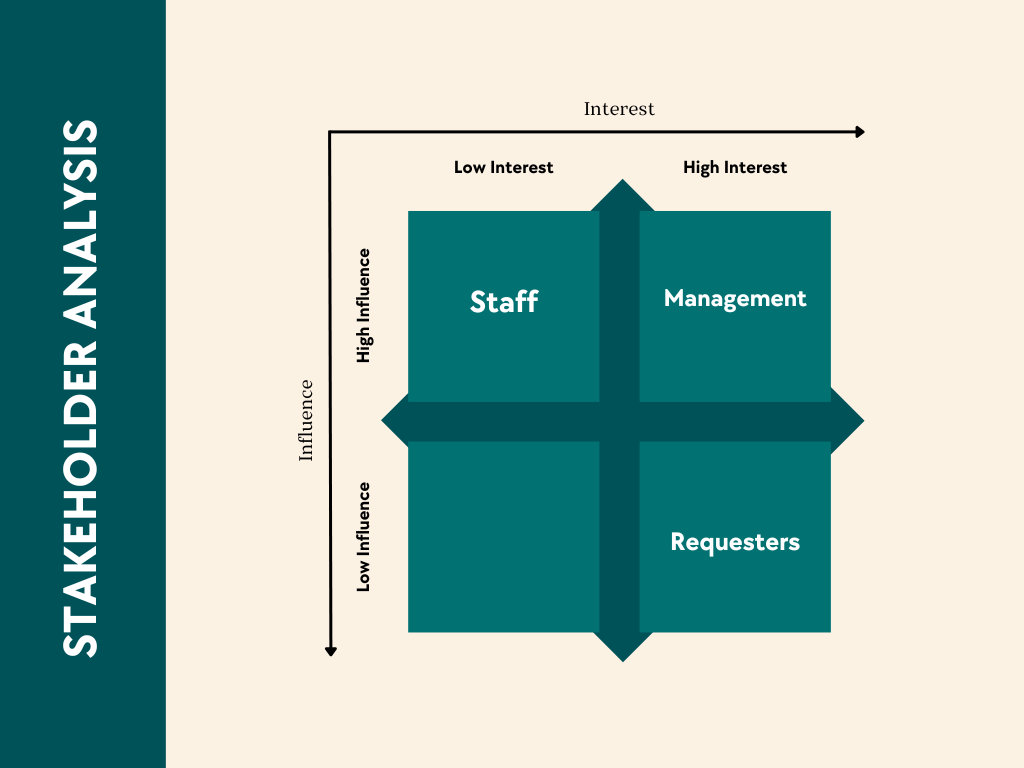 STAKEHOLDER ANALYSIS
Interest
Low Interest
High Interest
Influence
High Influence
Low Influence
Staff
Management
Requesters